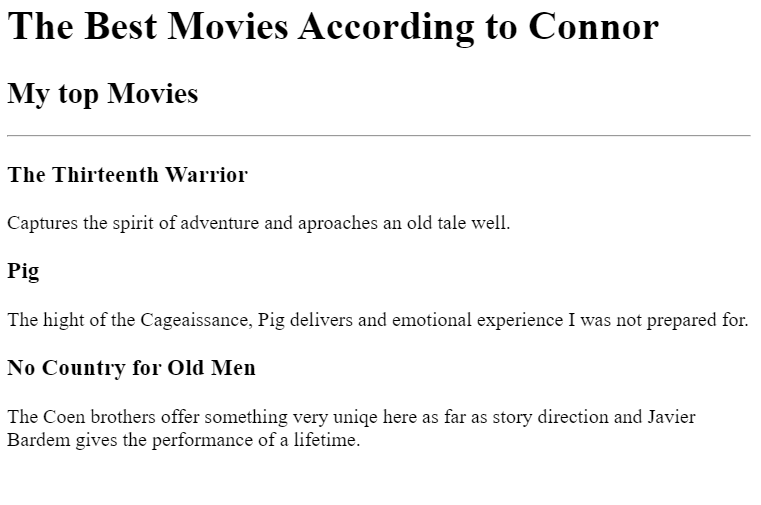 The Best Movies According to Connor
My top Movies
The Thirteenth Warrior
Captures the spirit of adventure and aproaches an old tale well.
Pig
The hight of the Cageaissance, Pig delivers and emotional experience I was not prepared for.
No Country for Old Men
The Coen brothers offer something very uniqe here as far as story direction and Javier
Bardem gives the performance of a lifetime.